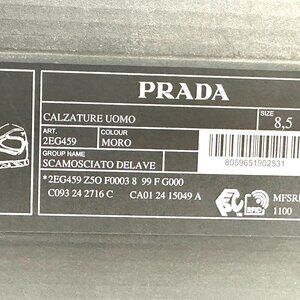 PRADA
CALZATURE UOMO
SIZE
8,5
ART. COLOUR
2EG459 MORO
GROUP NAME
SCAMOSCIATO DELAVE
8059651902531
*2EG459 Z5O F0003 8 99 F G000
C093 24 2716 C CA01 24 15049 A
MFSRP
1100